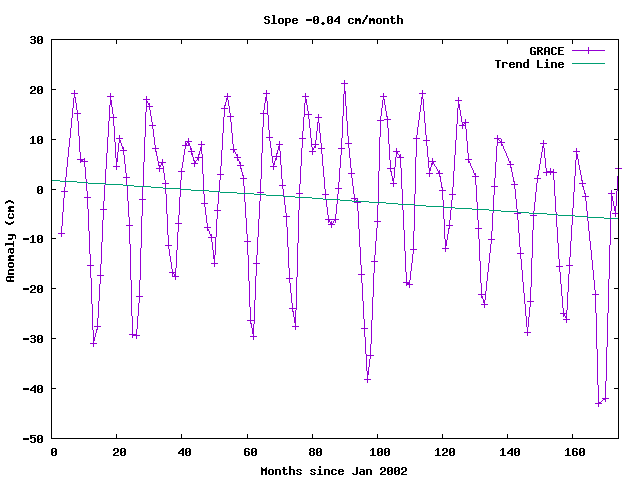 Slope -0.04 cm/month
GRACE
Trend Line
30
20
10
0
-10
-20
-30
-40
-50
Anomaly (cm)
0 20 40 60 80 100 120 140 160
Months since Jan 2002